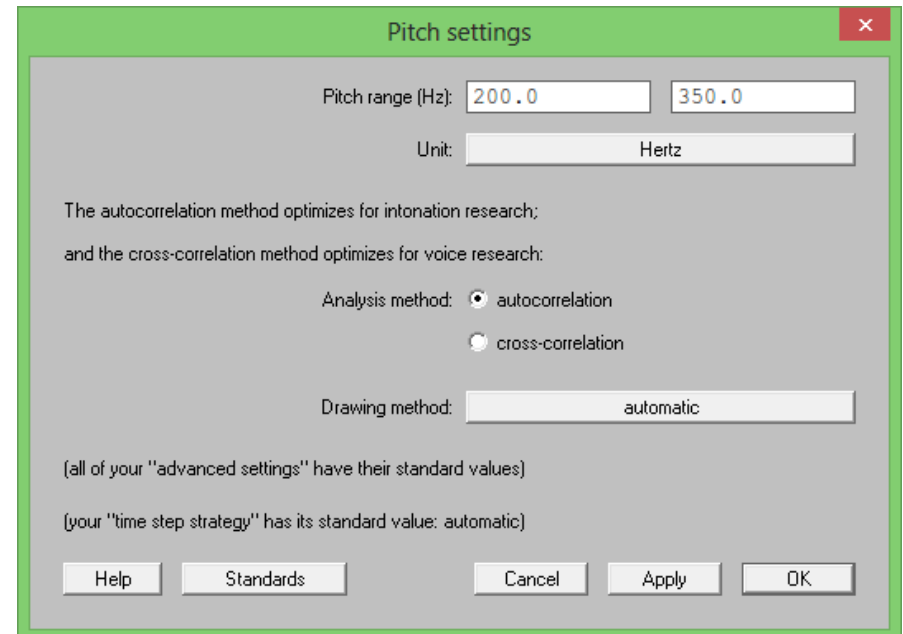 Pitch settings
Pitch range (Hz): 200.0 350.0
Unit: Hertz
The autocorrelation method optimizes for intonation research;
and the cross-correlation method optimizes for voice research:
Analysis method: autocorrelation
cross-correlation
Drawing method: automatic
(all of your "advanced settings" have their standard values)
(your "time step strategy" has its standard value: automatic)
Help Standards Cancel Apply OK